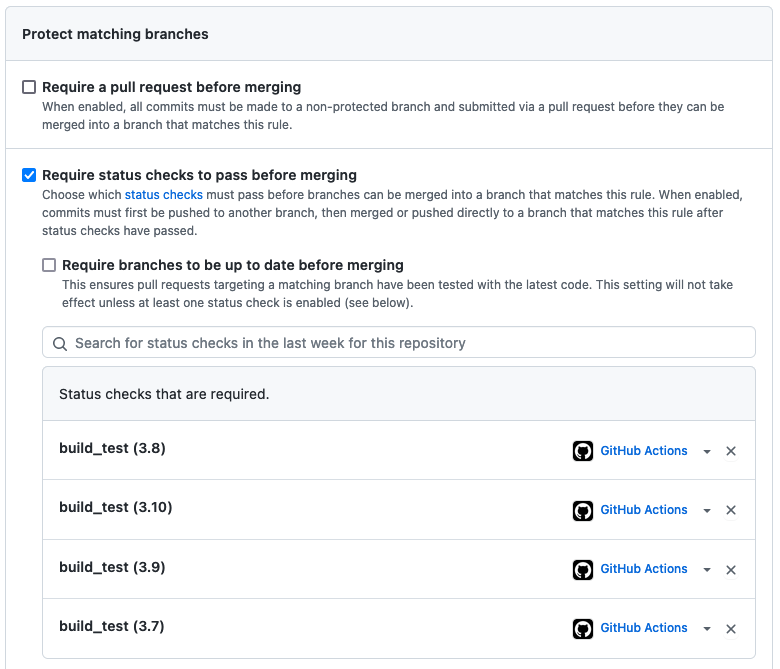 Protect matching branches
Require a pull request before merging
When enabled, all commits must be made to a non-protected branch and submitted via a pull request before they can be
merged into a branch that matches this rule.
Require status checks to pass before merging
Choose which status checks must pass before branches can be merged into a branch that matches this rule. When enabled,
commits must first be pushed to another branch, then merged or pushed directly to a branch that matches this rule after
status checks have passed.
Require branches to be up to date before merging
This ensures pull requests targeting a matching branch have been tested with the latest code. This setting will not take
effect unless at least one status check is enabled (see below).
Search for status checks in the last week for this repository
Status checks that are required.
build_test (3.8) GitHub Actions
build_test (3.10) GitHub Actions
build_test (3.9) GitHub Actions
build_test (3.7) GitHub Actions